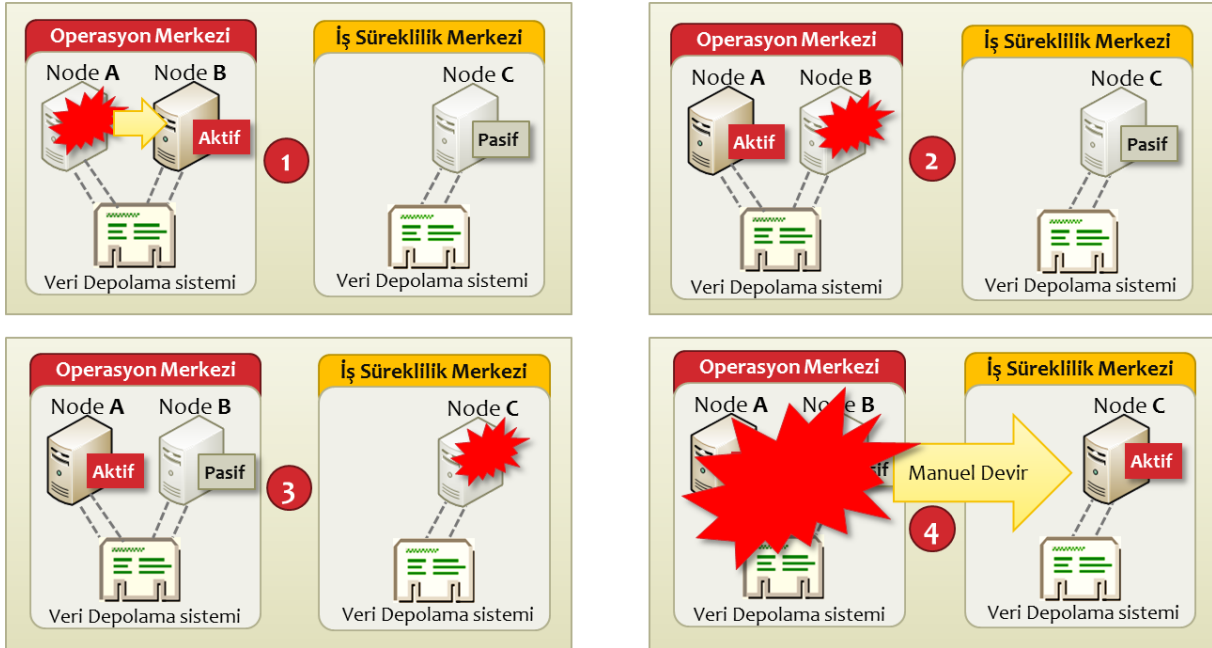 Operasyon Merkezi
Node A Node B
Aktif
Veri Depolama sistemi
1
İş Süreklilik Merkezi
Node C
Pasif
Veri Depolama sistemi
Operasyon Merkezi
Node A Node B
Aktif
Veri Depolama sistemi
2
İş Süreklilik Merkezi
Node C
Pasif
Veri Depolama sistemi
Operasyon Merkezi
Node A Node B
Aktif Pasif
Veri Depolama sistemi
3
İş Süreklilik Merkezi
Node C
Veri Depolama sistemi
Operasyon Merkezi
Node A Node B
Veri Depolama sistemi
Manuel Devir
4
İş Süreklilik Merkezi
Node C
Aktif
Veri Depolama sistemi